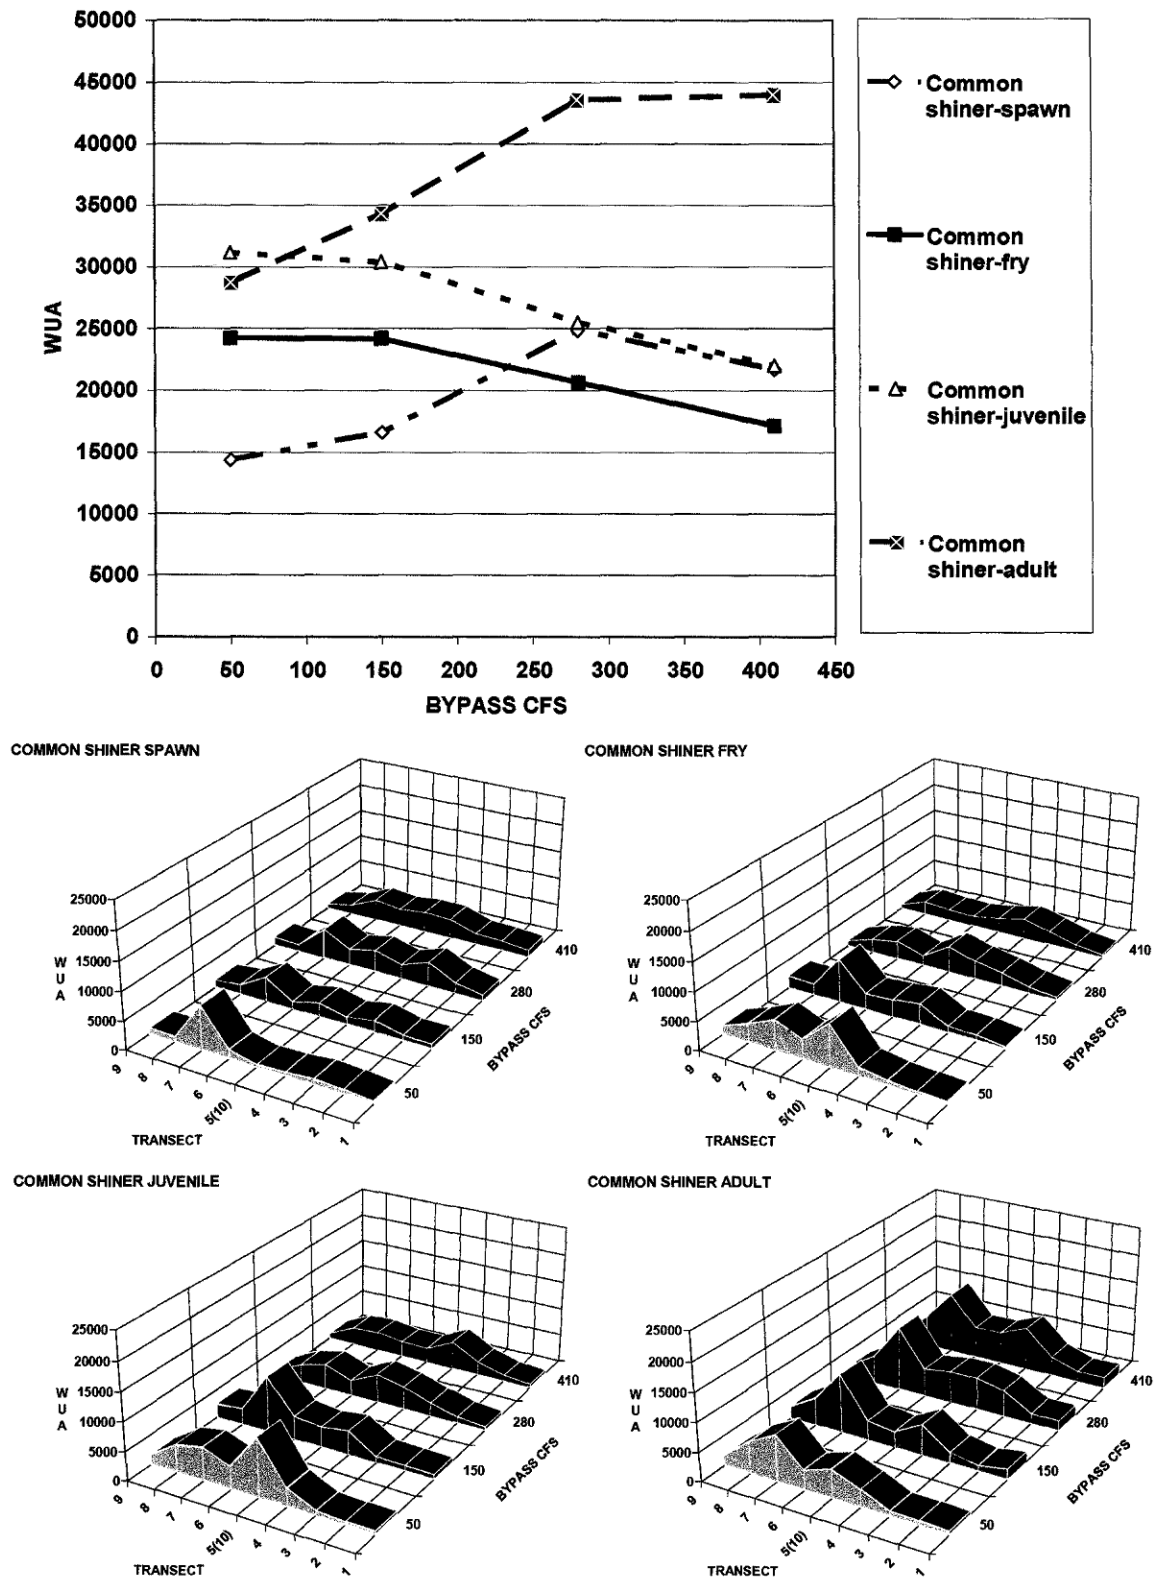 50000
45000
40000
35000
30000
25000
20000
15000
10000
5000
0
WUA
0 50 100 150 200 250 300 350 400 450
BYPASS CFS
Common
shiner-spawn
Common
shiner-fry
Common
shiner-juvenile
Common
shiner-adult
COMMON SHINER SPAWN
25000
20000
15000
10000
5000
0
WUA
9 8 7 6 5(10) 4 3 2 1
TRANSECT
50 150 280 410
BYPASS CFS
COMMON SHINER FRY
25000
20000
15000
10000
5000
0
WUA
9 8 7 6 5(10) 4 3 2 1
TRANSECT
50 150 280 410
BYPASS CFS
COMMON SHINER JUVENILE
25000
20000
15000
10000
5000
0
WUA
9 8 7 6 5(10) 4 3 2 1
TRANSECT
50 150 280 410
BYPASS CFS
COMMON SHINER ADULT
25000
20000
15000
10000
5000
0
WUA
9 8 7 6 5(10) 4 3 2 1
TRANSECT
50 150 280 410
BYPASS CFS